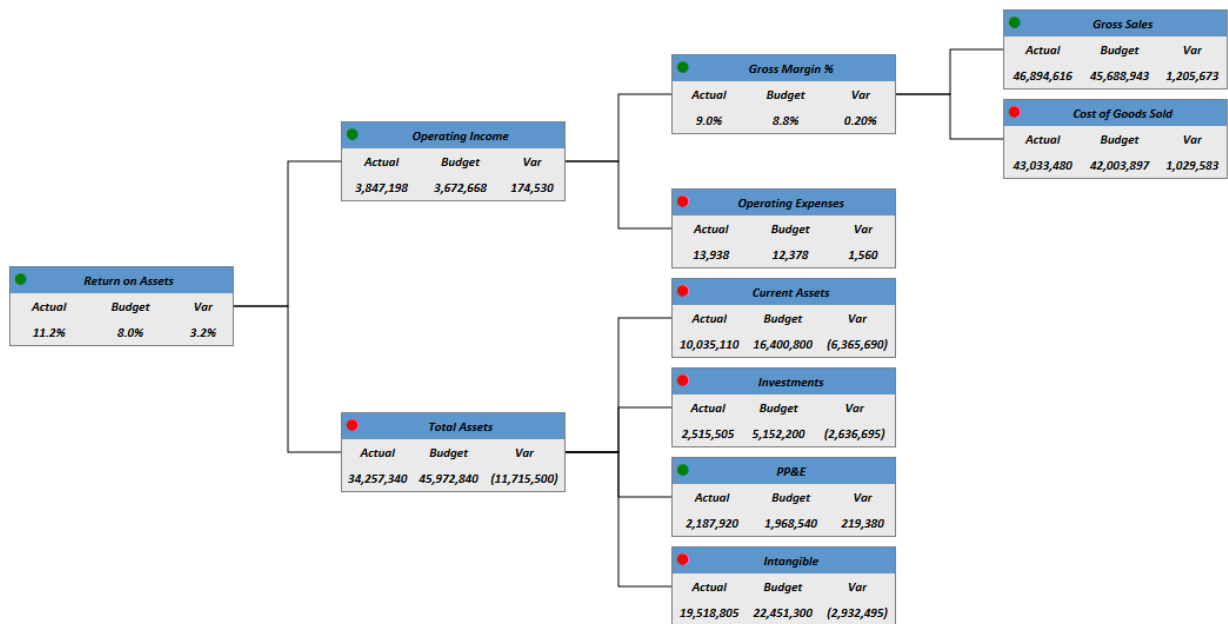 Gross Sales
Actual Budget Var
46,894,616 45,688,943 1,205,673
Gross Margin %
Actual Budget Var
9.0% 8.8% 0.20%
Cost of Goods Sold
Actual Budget Var
43,033,480 42,003,897 1,029,583
Operating Income
Actual Budget Var
3,847,198 3,672,668 174,530
Operating Expenses
Actual Budget Var
13,938 12,378 1,560
Return on Assets
Actual Budget Var
11.2% 8.0% 3.2%
Current Assets
Actual Budget Var
10,035,110 16,400,800 (6,365,690)
Investments
Actual Budget Var
2,515,505 5,152,200 (2,636,695)
Total Assets
Actual Budget Var
34,257,340 45,972,840 (11,715,500)
PP&E
Actual Budget Var
2,187,920 1,968,540 219,380
Intangible
Actual Budget Var
19,518,805 22,451,300 (2,932,495)